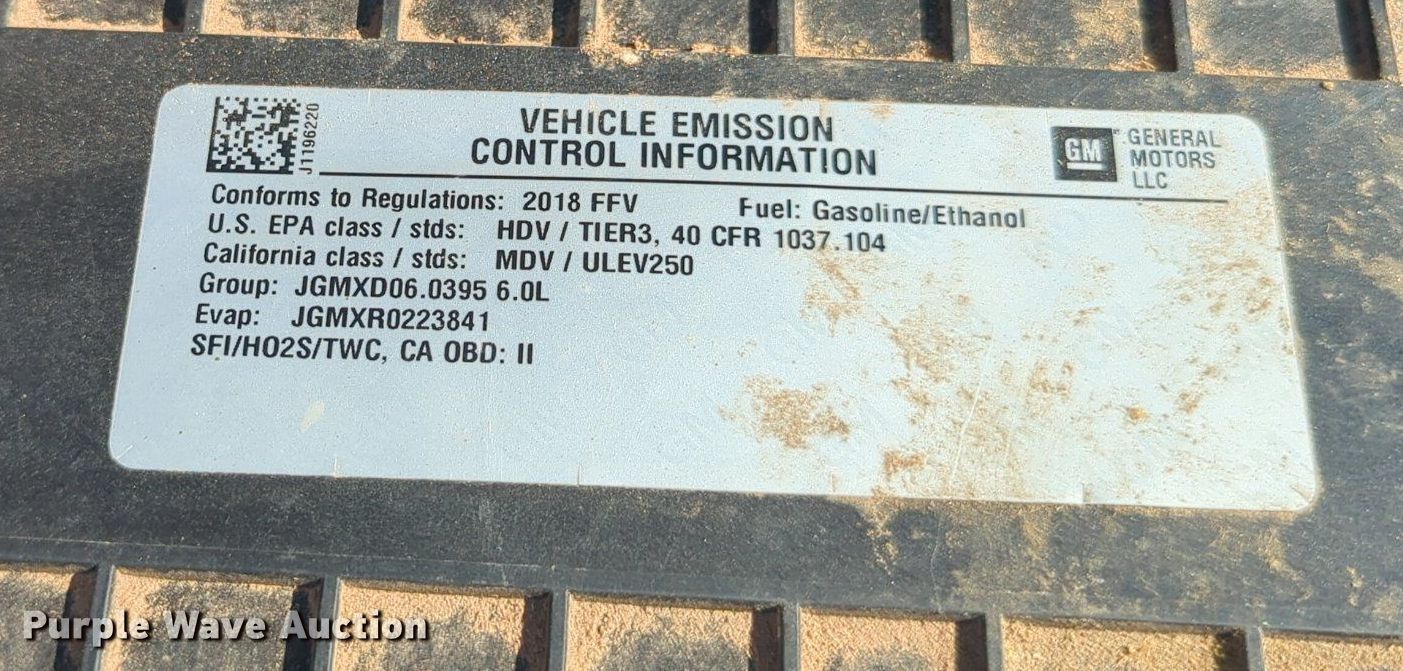 J1196220
VEHICLE EMISSION
CONTROL INFORMATION
GM
GENERAL
MOTORS
LLC
Conforms to Regulations: 2018 FFV Fuel: Gasoline/Ethanol
U.S. EPA class / stds: HDV / TIER3, 40 CFR 1037.104
California class / stds: MDV / ULEV250
Group: JGMXD06.0395 6.0L
Evap: JGMXR0223841
SFI/HO2S/TWC, CA OBD: II
Purple Wave Auction